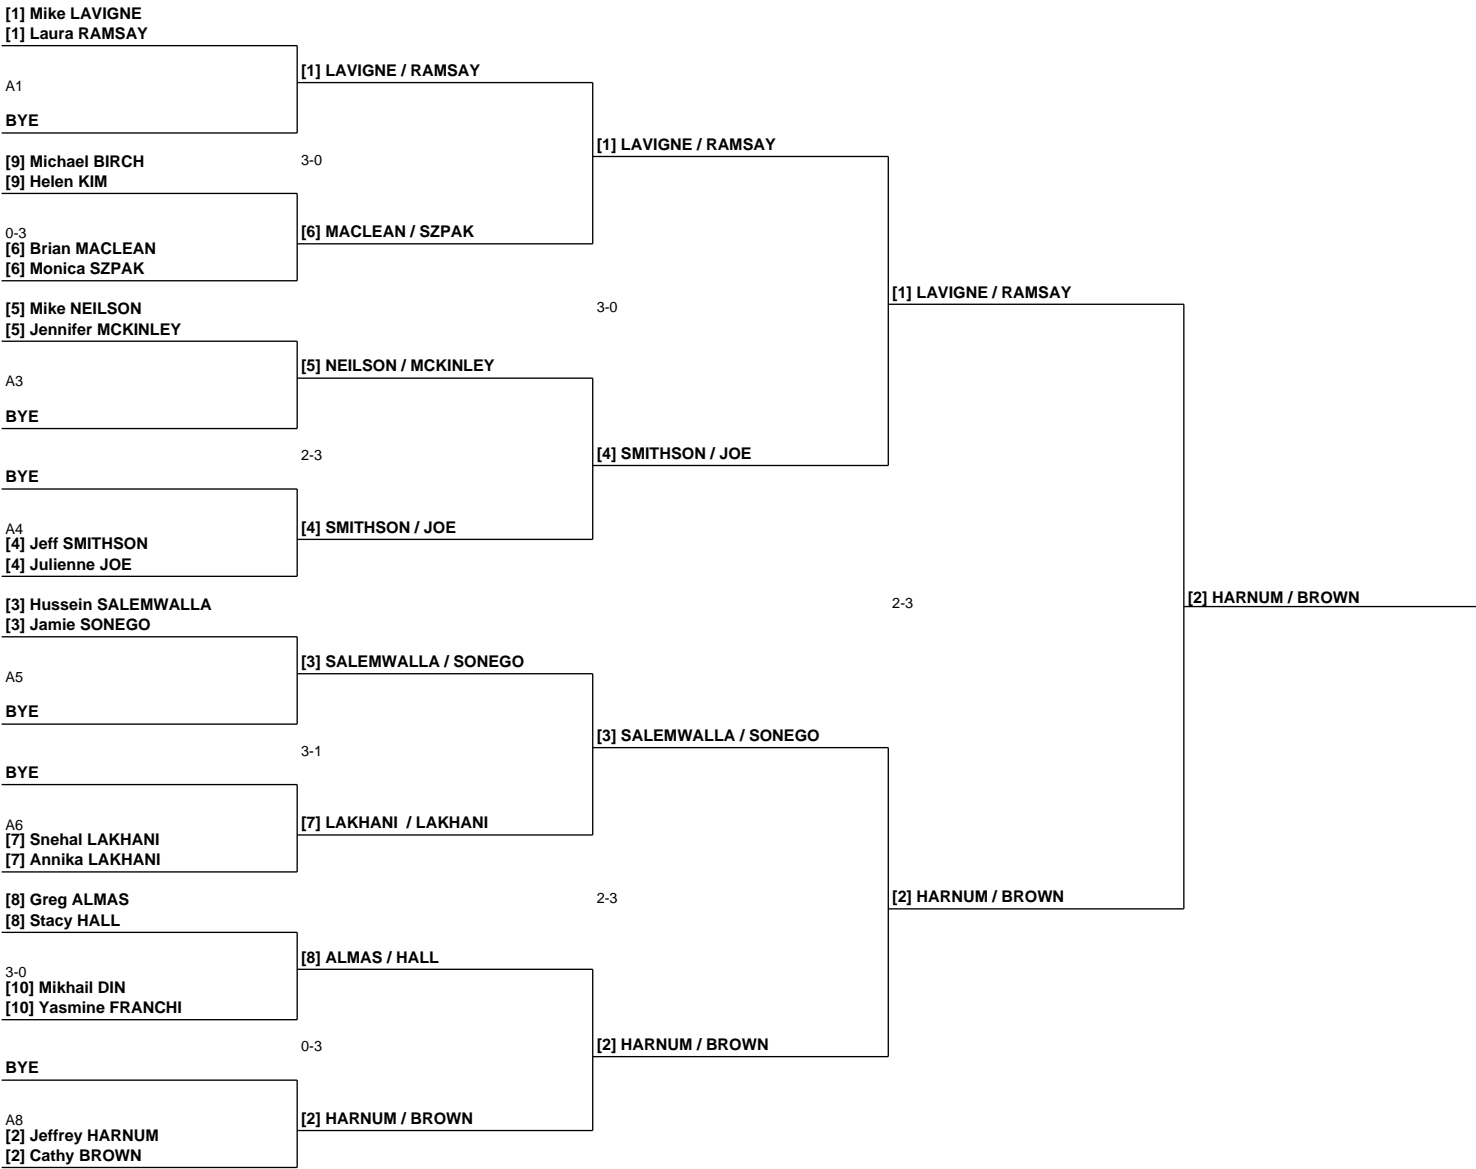 [1] Mike LAVIGNE
[1] Laura RAMSAY
A1
BYE
[9] Michael BIRCH
[9] Helen KIM
0-3
[6] Brian MACLEAN
[6] Monica SZPAK
[5] Mike NEILSON
[5] Jennifer MCKINLEY
A3
BYE
BYE
A4
[4] Jeff SMITHSON
[4] Julienne JOE
[3] Hussein SALEMWALLA
[3] Jamie SONEGO
A5
BYE
BYE
A6
[7] Snehal LAKHANI
[7] Annika LAKHANI
[8] Greg ALMAS
[8] Stacy HALL
3-0
[10] Mikhail DIN
[10] Yasmine FRANCHI
BYE
A8
[2] Jeffrey HARNUM
[2] Cathy BROWN
[1] LAVIGNE / RAMSAY
3-0
[6] MACLEAN / SZPAK
[5] NEILSON / MCKINLEY
2-3
[4] SMITHSON / JOE
[3] SALEMWALLA / SONEGO
3-1
[7] LAKHANI  / LAKHANI
[8] ALMAS / HALL
0-3
[2] HARNUM / BROWN
[1] LAVIGNE / RAMSAY
3-0
[4] SMITHSON / JOE
[3] SALEMWALLA / SONEGO
2-3
[2] HARNUM / BROWN
[1] LAVIGNE / RAMSAY
2-3
[2] HARNUM / BROWN
[2] HARNUM / BROWN